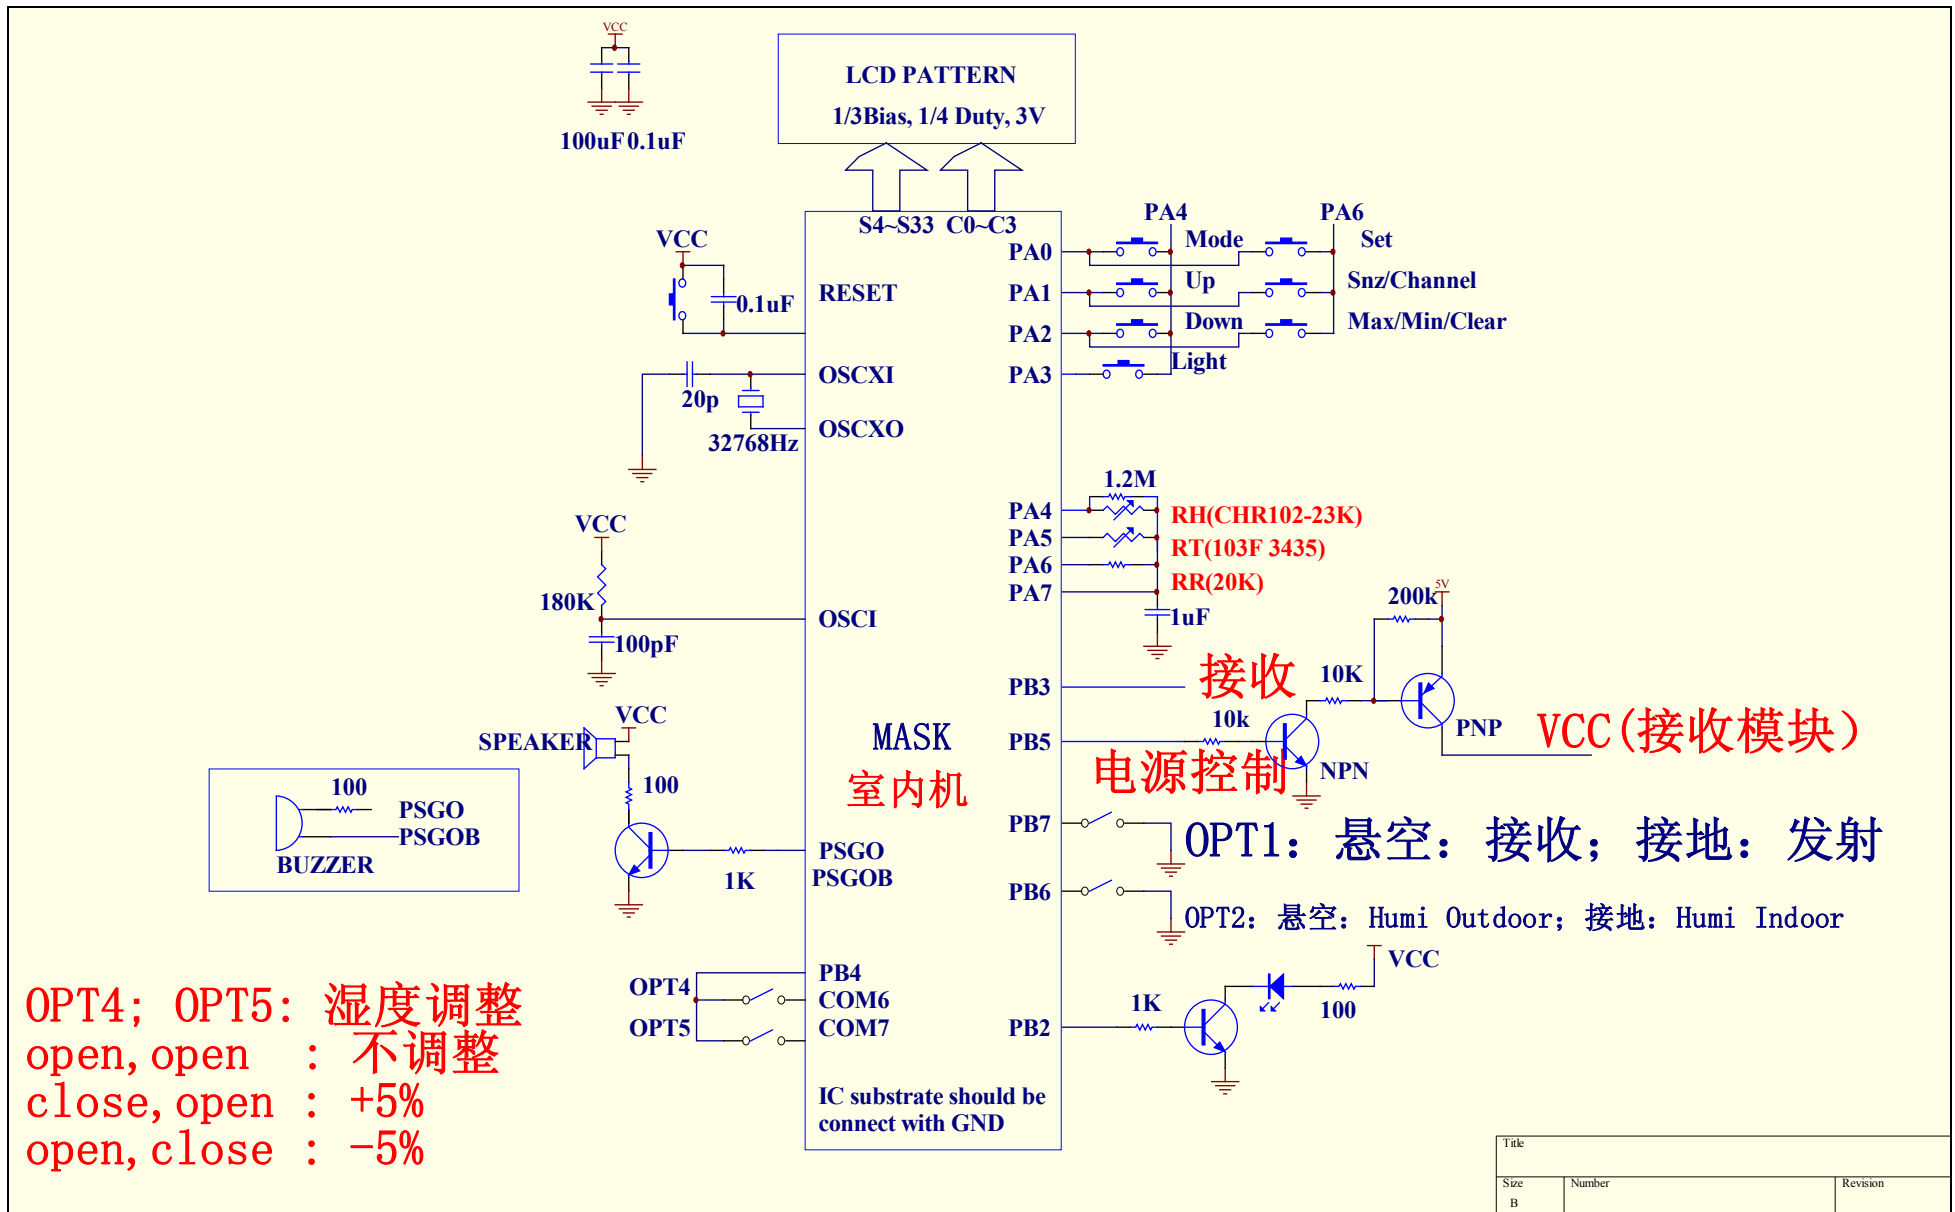 VCC
100uF 0.1uF
LCD PATTERN
1/3Bias, 1/4 Duty, 3V
S4~S33 C0~C3
VCC
0.1uF
RESET
20p
32768Hz
OSCXI
OSCXO
VCC
180K
100pF
OSCI
VCC
SPEAKER
100
1K
PSGO
PSGOB
100
PSGO
PSGOB
BUZZER
MASK
室内机
OPT4
OPT5
PB4
COM6
COM7
IC substrate should be
connect with GND
PA4
PA6
PA0
Mode
Set
PA1
Up
Snz/Channel
PA2
Down
Max/Min/Clear
PA3
Light
1.2M
PA4
RH(CHR102-23K)
PA5
RT(103F 3435)
PA6
RR(20K)
PA7
1uF
5V
200k
10K
PB3
接收
10k
PNP
VCC(接收模块)
PB5
电源控制
NPN
PB7
OPT1: 悬空: 接收; 接地: 发射
PB6
OPT2: 悬空: Humi Outdoor; 接地: Humi Indoor
VCC
1K
100
PB2
OPT4; OPT5: 湿度调整
open,open : 不调整
close,open : +5%
open,close : -5%
Title
Size
Number
Revision
B